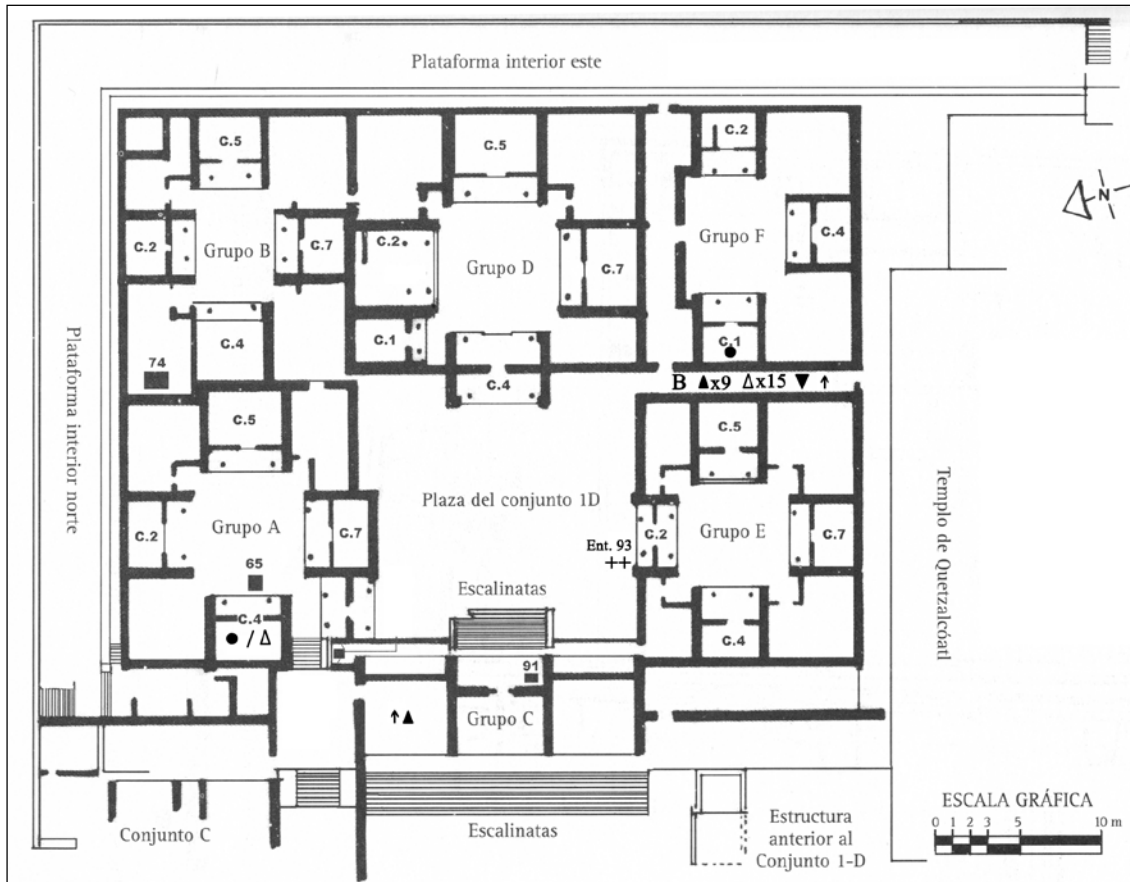 Plataforma interior este
C.5
C.5
C.2
N
C.2
Grupo B
C.7
C.2
Grupo D
C.7
Grupo F
C.4
Plataforma interior norte
C.4
C.1
C.1
74
C.4
B ▲x9 △x15 ▼ ↑
C.5
C.5
Plaza del conjunto 1D
Templo de Quetzalcóatl
C.2
Grupo A
C.7
C.2
Grupo E
C.7
Ent. 93
++
65
Escalinatas
C.4
● / △
C.4
91
↑▲
Grupo C
Conjunto C
Escalinatas
Estructura
anterior al
Conjunto 1-D
ESCALA GRÁFICA
0 1 2 3 5 10 m